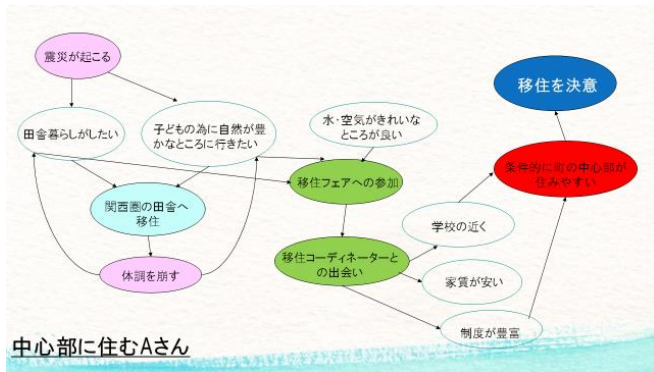 震災が起こる
移住を決意
田舎暮らしがしたい
子どもの為に自然が豊
かなところに行きたい
水・空気がきれいな
ところが良い
移住フェアへの参加
条件的に町の中心部が
住みやすい
関西圏の田舎へ
移住
学校の近く
移住コーディネーターと
の出会い
体調を崩す
家賃が安い
制度が豊富
中心部に住むAさん